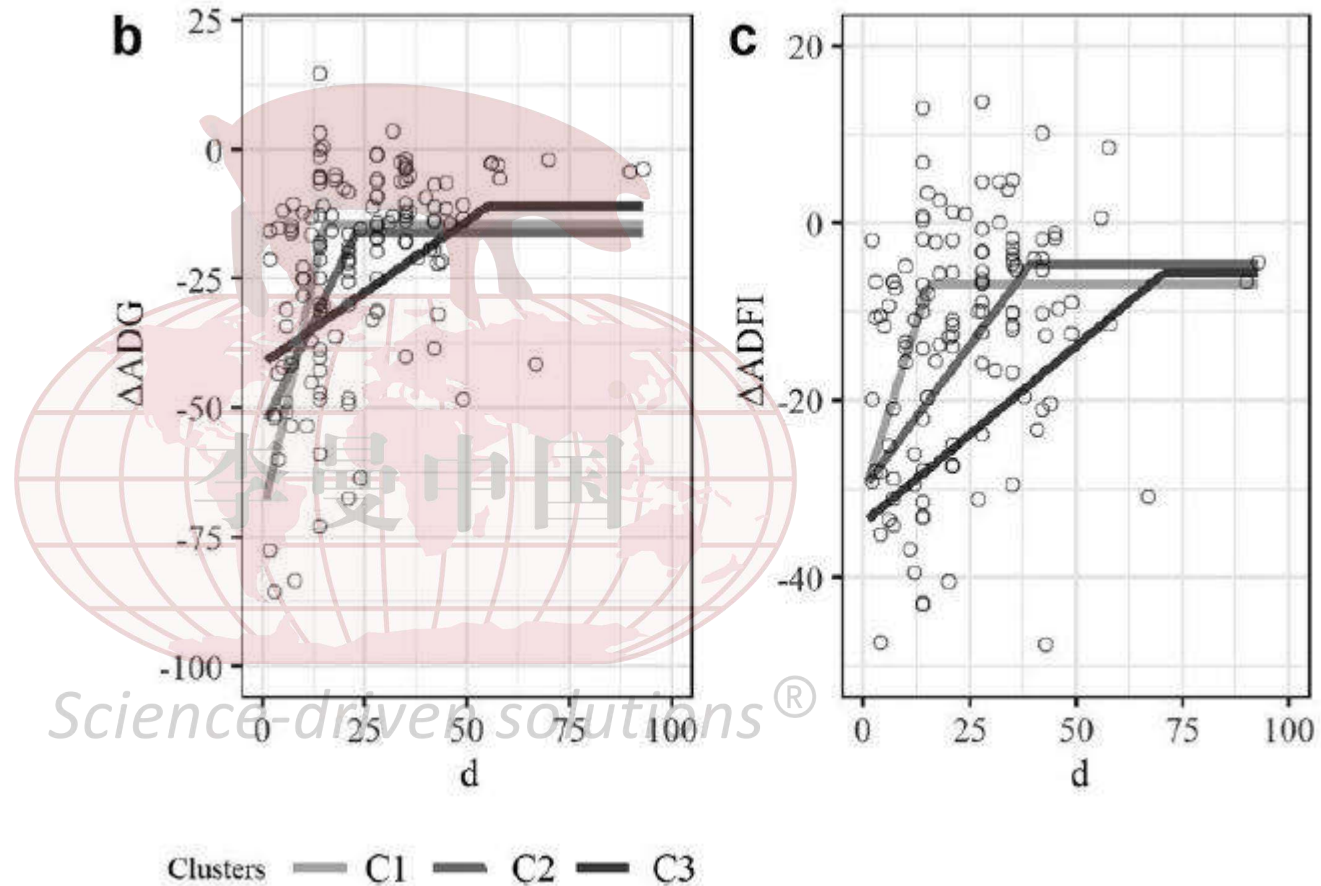 b
25
0
-25
-50
-75
-100
ΔADG
0 25 50 75 100
d
c
20
0
-20
-40
ΔADFI
0 25 50 75 100
d
李曼中国
Science-driven solutions®
Clusters C1 C2 C3